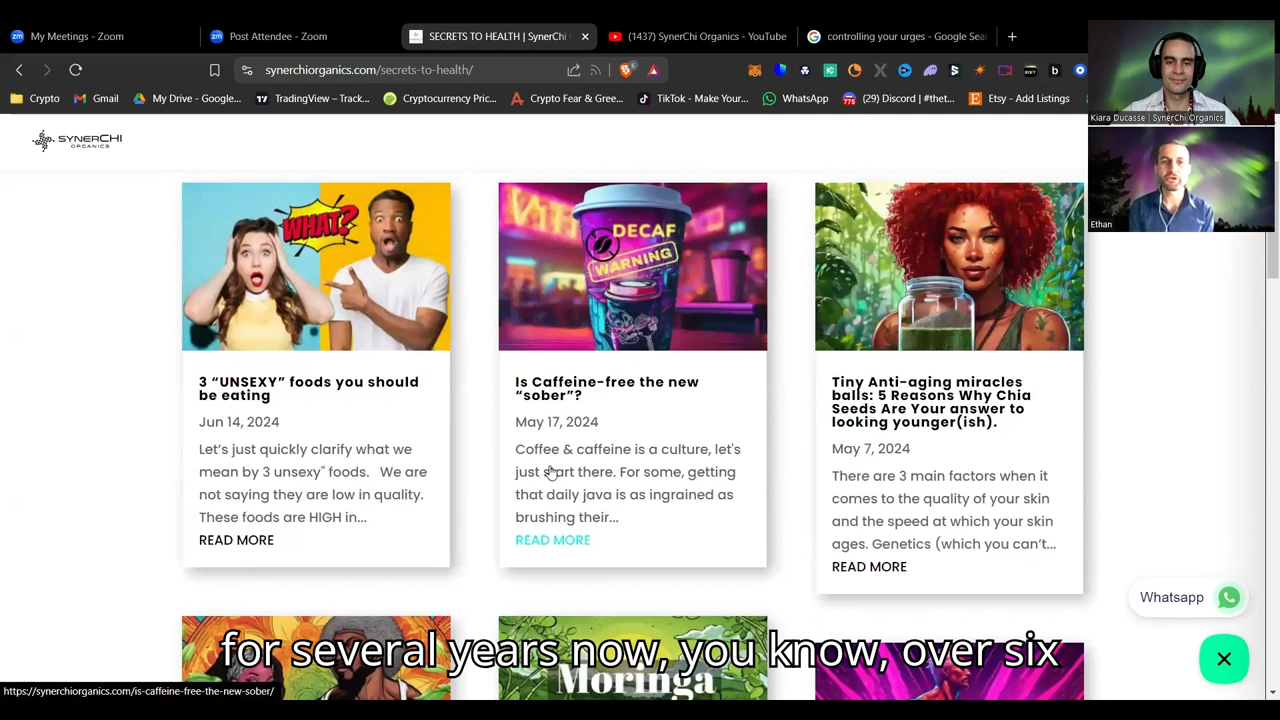 My Meetings - Zoom
Post Attendee - Zoom
SECRETS TO HEALTH | SynerChi
(1437) SynerChi Organics - YouTube
controlling your urges - Google Sea
synerchiorganics.com/secrets-to-health/
Crypto
Gmail
My Drive - Google...
TradingView – Track...
Cryptocurrency Pric...
Crypto Fear & Gree...
TikTok - Make Your...
WhatsApp
(29) Discord | #thet...
Etsy - Add Listings
Kiara Ducasse | SynerChi Organics
Ethan
SYNERCHI
ORGANICS
WHAT?
DECAF
WARNING
3 “UNSEXY” foods you should
be eating
Jun 14, 2024
Let’s just quickly clarify what we
mean by 3 unsexy" foods. We are
not saying they are low in quality.
These foods are HIGH in...
READ MORE
Is Caffeine-free the new
“sober”?
May 17, 2024
Coffee & caffeine is a culture, let's
just start there. For some, getting
that daily java is as ingrained as
brushing their...
READ MORE
Tiny Anti-aging miracles
balls: 5 Reasons Why Chia
Seeds Are Your answer to
looking younger(ish).
May 7, 2024
There are 3 main factors when it
comes to the quality of your skin
and the speed at which your skin
ages. Genetics (which you can’t...
READ MORE
Whatsapp
for several years now, you know, over six
Moringa
https://synerchiorganics.com/is-caffeine-free-the-new-sober/